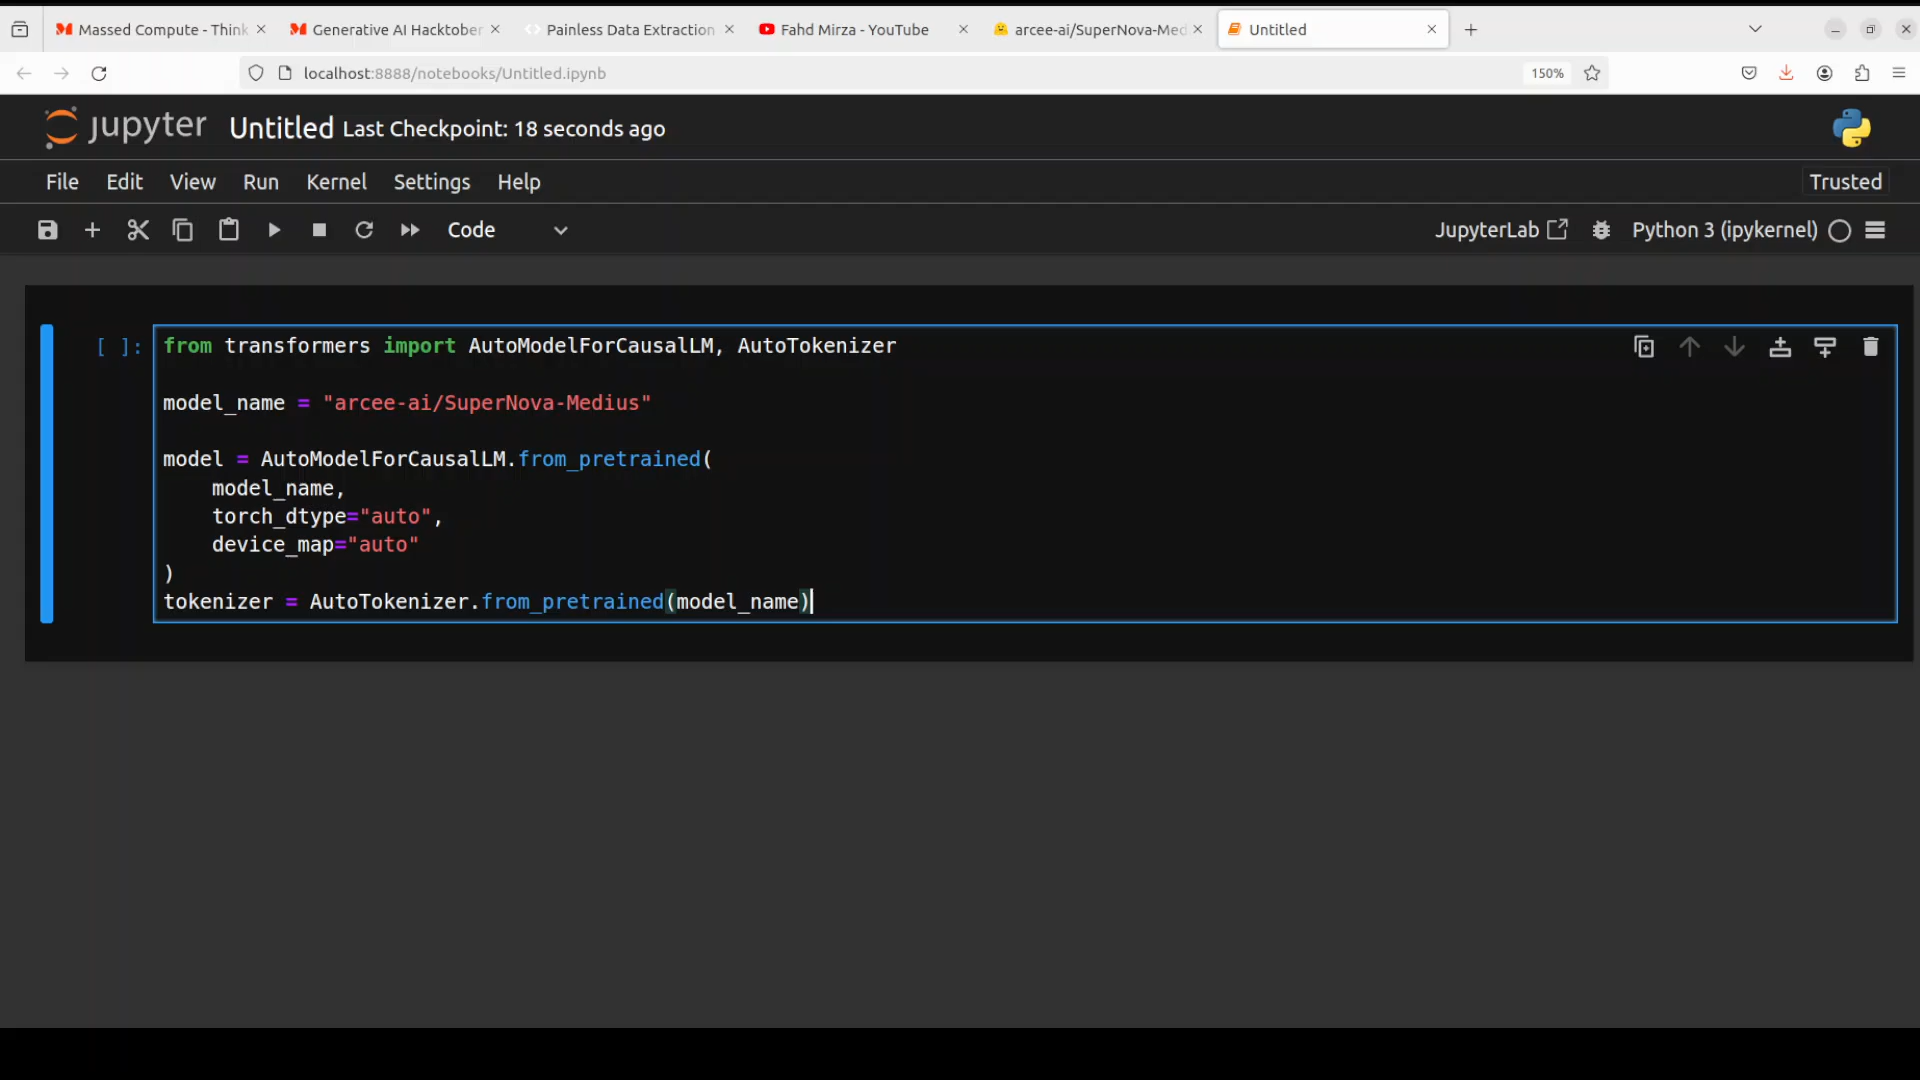 Massed Compute - Think
Generative AI Hacktober
Painless Data Extraction
Fahd Mirza - YouTube
arcee-ai/SuperNova-Med
Untitled
localhost:8888/notebooks/Untitled.ipynb
150%
jupyter Untitled Last Checkpoint: 18 seconds ago
File Edit View Run Kernel Settings Help Trusted
Code JupyterLab Python 3 (ipykernel)
[ ]: from transformers import AutoModelForCausalLM, AutoTokenizer
model_name = "arcee-ai/SuperNova-Medius"
model = AutoModelForCausalLM.from_pretrained(
    model_name,
    torch_dtype="auto",
    device_map="auto"
)
tokenizer = AutoTokenizer.from_pretrained(model_name)